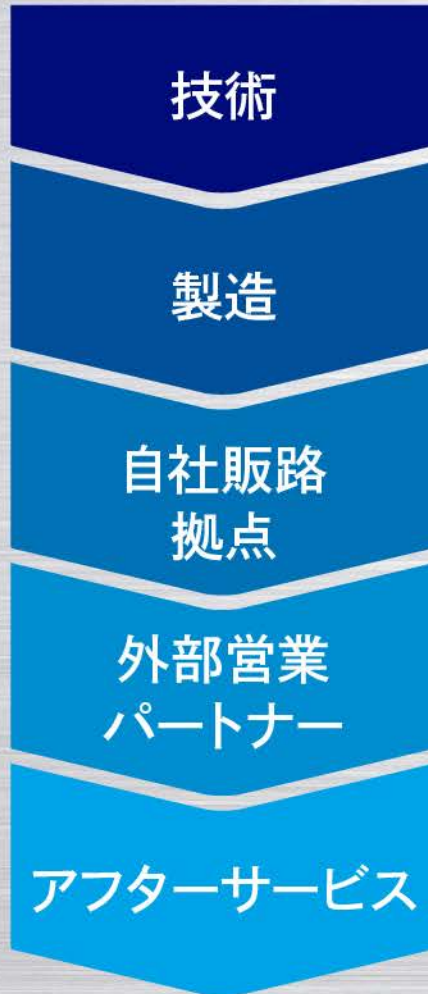 技術
製造
自社販路
拠点
外部営業
パートナー
アフターサービス